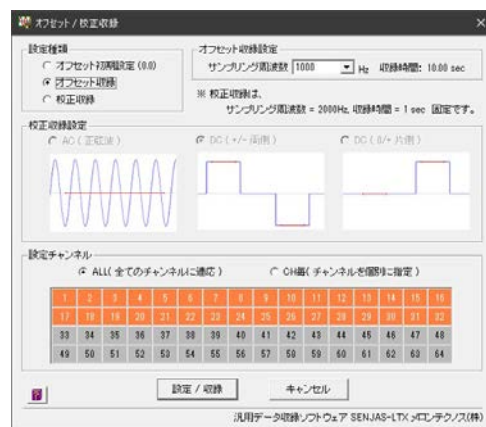 オフセット / 校正収録
設定種類
オフセット初期設定 (0.0)
オフセット収録
校正収録
オフセット収録設定
サンプリング周波数 1000 Hz 収録時間: 10.00 sec
※ 校正収録は、
サンプリング周波数 = 2000Hz, 収録時間 = 1 sec 固定です。
校正収録設定
AC ( 正弦波 ) DC ( +/- 両側 ) DC ( 0/+ 片側 )
設定チャンネル
ALL( 全てのチャンネルに適応 ) CH毎( チャンネルを個別に指定 )
1 2 3 4 5 6 7 8 9 10 11 12 13 14 15 16
17 18 19 20 21 22 23 24 25 26 27 28 29 30 31 32
33 34 35 36 37 38 39 40 41 42 43 44 45 46 47 48
49 50 51 52 53 54 55 56 57 58 59 60 61 62 63 64
設定 / 収録 キャンセル
汎用データ収録ソフトウェア SENJAS-LTX メロンテクノス(株)